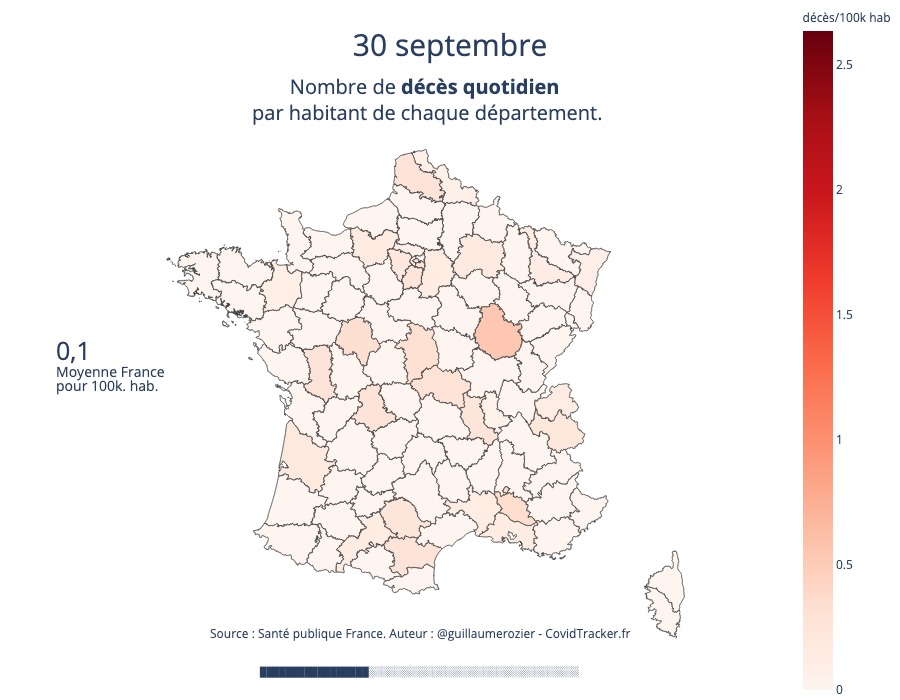 décès/100k hab
30 septembre
Nombre de décès quotidien
par habitant de chaque département.
2.5
2
1.5
1
0.5
0
0,1
Moyenne France
pour 100k. hab.
Source : Santé publique France. Auteur : @guillaumerozier - CovidTracker.fr